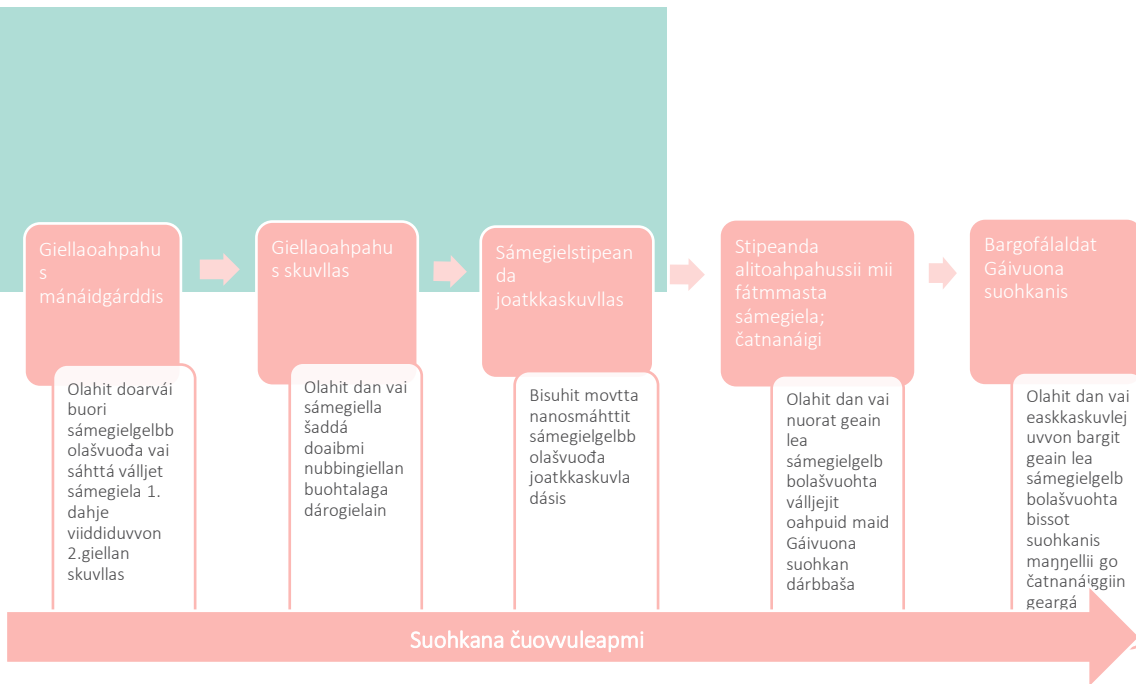 Giellaoahpahu
s
mánáidgárddis
Olahit doarvái
buori
sámegielgelbb
olašvuođa vai
sáhttá válljet
sámegiela 1.
dahje
viiddiduvvon
2.giellan
skuvllas
Giellaoahpahu
s skuvllas
Olahit dan vai
sámegiella
šaddá
doaibmi
nubbingiellan
buohtalaga
dárogielain
Sámegielstipean
da
joatkkaskuvllas
Bisuhit movtta
nanosmáhttit
sámegielgelbb
olašvuođa
joatkkaskuvla
dásis
Stipeanda
alitoahpahussii mii
fátmmasta
sámegiela;
čatnanáigi
Olahit dan vai
nuorat geain
lea
sámegielgelb
bolašvuohta
válljejit
oahpuid maid
Gáivuona
suohkan
dárbbaša
Bargofálaldat
Gáivuona
suohkanis
Olahit dan vai
easkkaskuvlej
uvvon bargit
geain lea
sámegielgelb
bolašvuohta
bissot
suohkanis
maŋŋellii go
čatnanáiggiin
geargá
Suohkana čuovvuleapmi